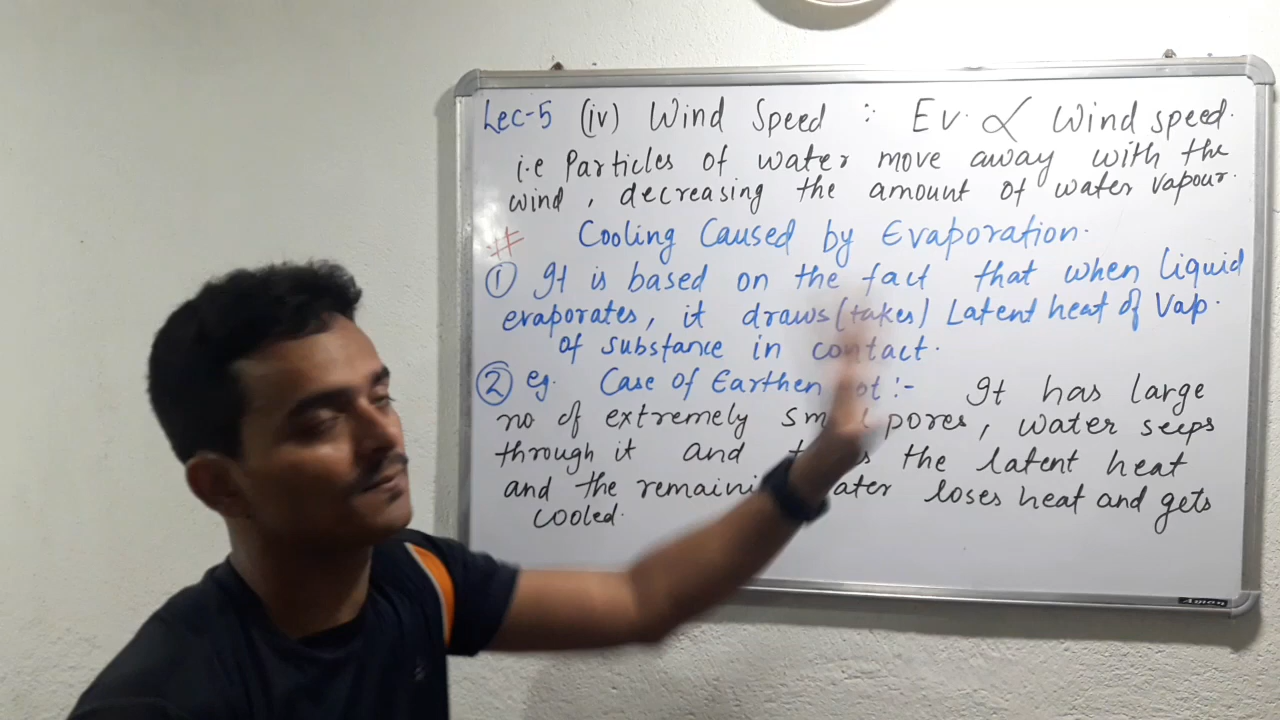 Lec-5 (iv) Wind Speed :- Ev. ∝ Wind speed.
i.e Particles of water move away with the
wind, decreasing the amount of water vapour.
# Cooling Caused by Evaporation.
① It is based on the fact that when liquid
evaporates, it draws (takes) Latent heat of Vap.
of substance in contact.
② eg. Case of Earthen :- It has large
no of extremely pores, water seeps
through it and the latent heat
and the loses heat and gets
cooled.